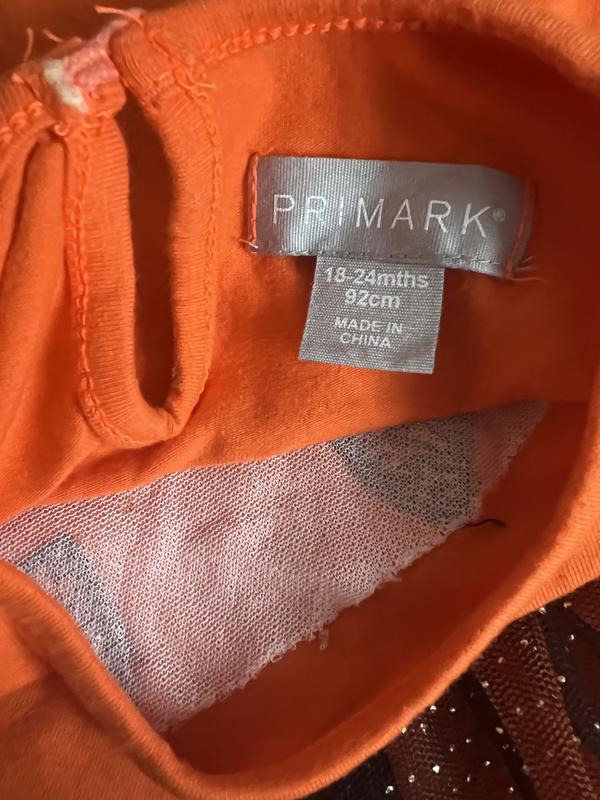 PRIMARK®
18-24mths
92cm
MADE IN
CHINA